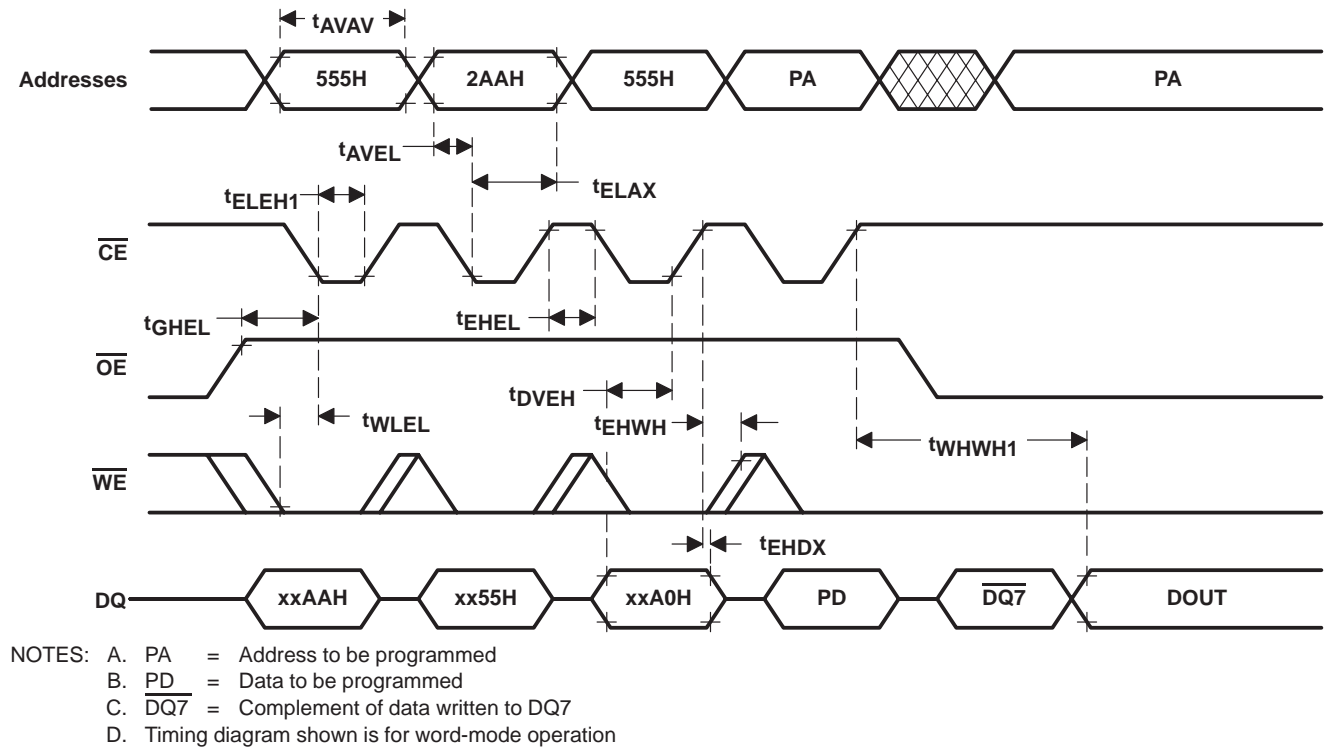 tAVAV
Addresses 555H 2AAH 555H PA PA
tAVEL
tELEH1 tELAX
CE
tGHEL tEHEL
OE
tDVEH
tWLEL tEHWH tWHWH1
WE
tEHDX
DQ xxAAH xx55H xxA0H PD DQ7 DOUT
NOTES: A. PA = Address to be programmed
B. PD = Data to be programmed
C. DQ7 = Complement of data written to DQ7
D. Timing diagram shown is for word-mode operation